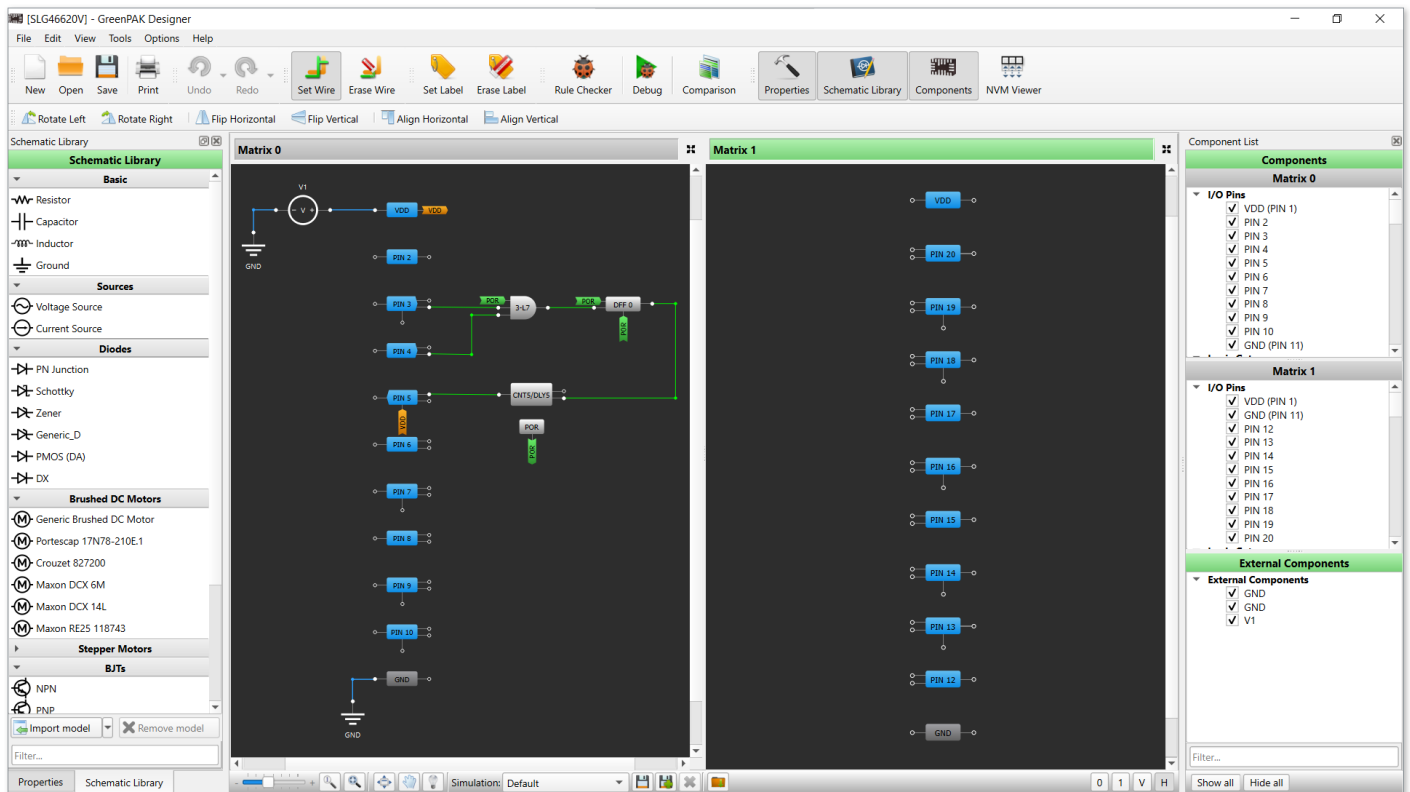 [SLG46620V] - GreenPAK Designer
File Edit View Tools Options Help
New Open Save Print Undo Redo Set Wire Erase Wire Set Label Erase Label Rule Checker Debug Comparison Properties Schematic Library Components NVM Viewer
Rotate Left Rotate Right Flip Horizontal Flip Vertical Align Horizontal Align Vertical
Schematic Library
Schematic Library
Basic
Resistor
Capacitor
Inductor
Ground
Sources
Voltage Source
Current Source
Diodes
PN Junction
Schottky
Zener
Generic_D
PMOS (DA)
DX
Brushed DC Motors
Generic Brushed DC Motor
Portescap 17N78-210E.1
Crouzet 827200
Maxon DCX 6M
Maxon DCX 14L
Maxon RE25 118743
Stepper Motors
BJTs
NPN
PNP
Import model Remove model
Filter...
Properties Schematic Library
Matrix 0
V1
- V +
VDD VDD
GND
PIN 2
PIN 3 POR 3-L7 POR DFF 0
POR
PIN 4
PIN 5 CNT5/DLY5
VDD
POR
POR
PIN 6
PIN 7
PIN 8
PIN 9
PIN 10
GND
GND
Simulation: Default
Matrix 1
VDD
PIN 20
PIN 19
PIN 18
PIN 17
PIN 16
PIN 15
PIN 14
PIN 13
PIN 12
GND
0 1 V H
Component List
Components
Matrix 0
I/O Pins
VDD (PIN 1)
PIN 2
PIN 3
PIN 4
PIN 5
PIN 6
PIN 7
PIN 8
PIN 9
PIN 10
GND (PIN 11)
Matrix 1
I/O Pins
VDD (PIN 1)
GND (PIN 11)
PIN 12
PIN 13
PIN 14
PIN 15
PIN 16
PIN 17
PIN 18
PIN 19
PIN 20
External Components
External Components
GND
GND
V1
Filter...
Show all Hide all